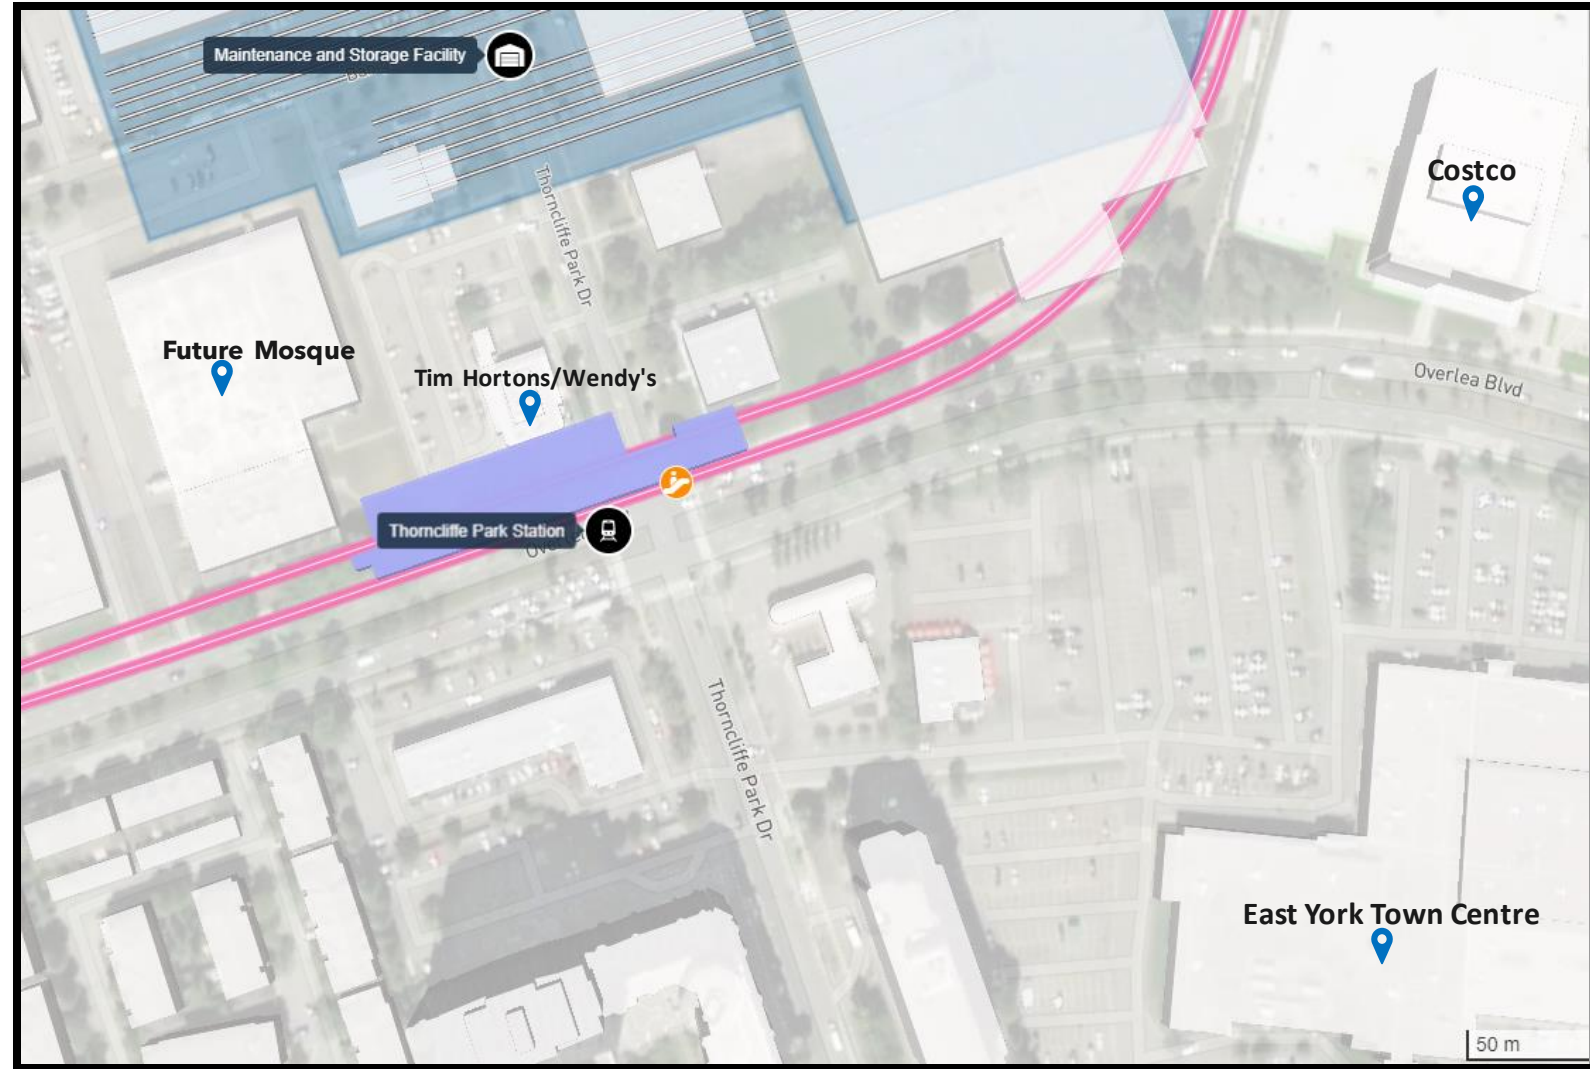 Maintenance and Storage Facility
Costco
Thorncliffe Park Dr
Future Mosque
Tim Hortons/Wendy's
Overlea Blvd
Thorncliffe Park Station
Thorncliffe Park Dr
East York Town Centre
50 m